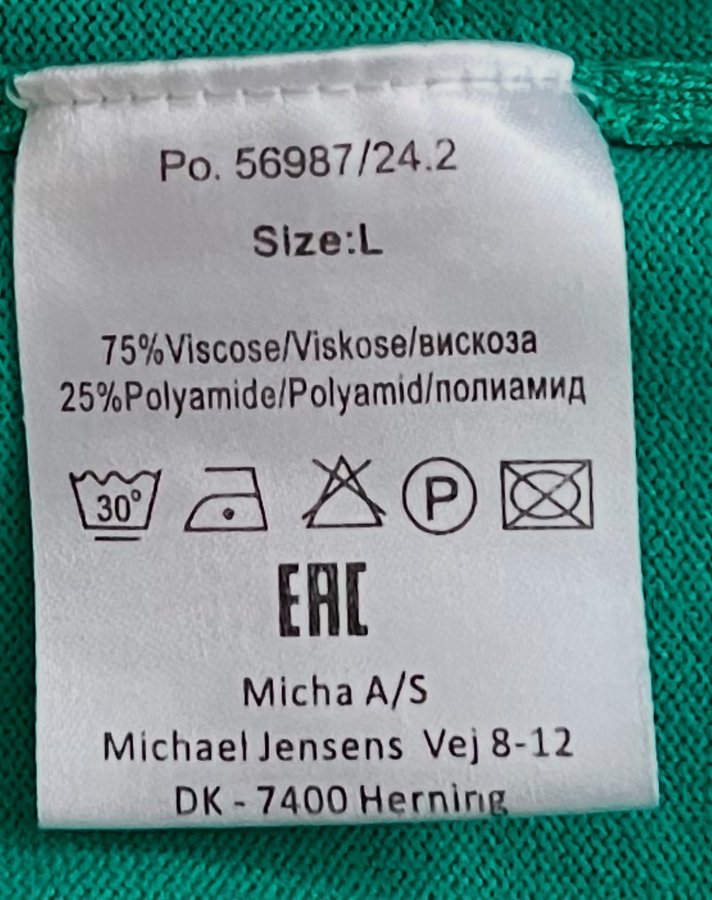 Po. 56987/24.2
Size:L
75%Viscose/Viskose/вискоза
25%Polyamide/Polyamid/полиамид
30° P
EAC
Micha A/S
Michael Jensens Vej 8-12
DK - 7400 Herning